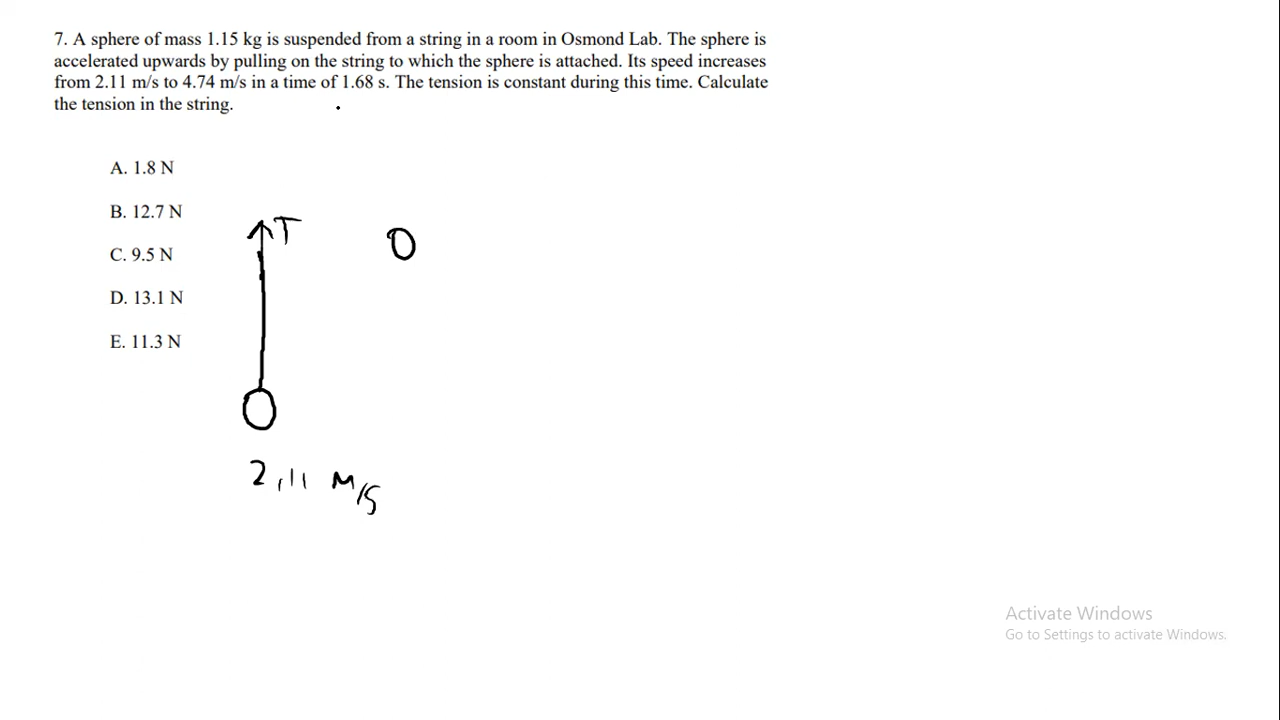 7. A sphere of mass 1.15 kg is suspended from a string in a room in Osmond Lab. The sphere is
accelerated upwards by pulling on the string to which the sphere is attached. Its speed increases
from 2.11 m/s to 4.74 m/s in a time of 1.68 s. The tension is constant during this time. Calculate
the tension in the string.
A. 1.8 N
B. 12.7 N
C. 9.5 N
D. 13.1 N
E. 11.3 N
T
2,11 M/S
Activate Windows
Go to Settings to activate Windows.